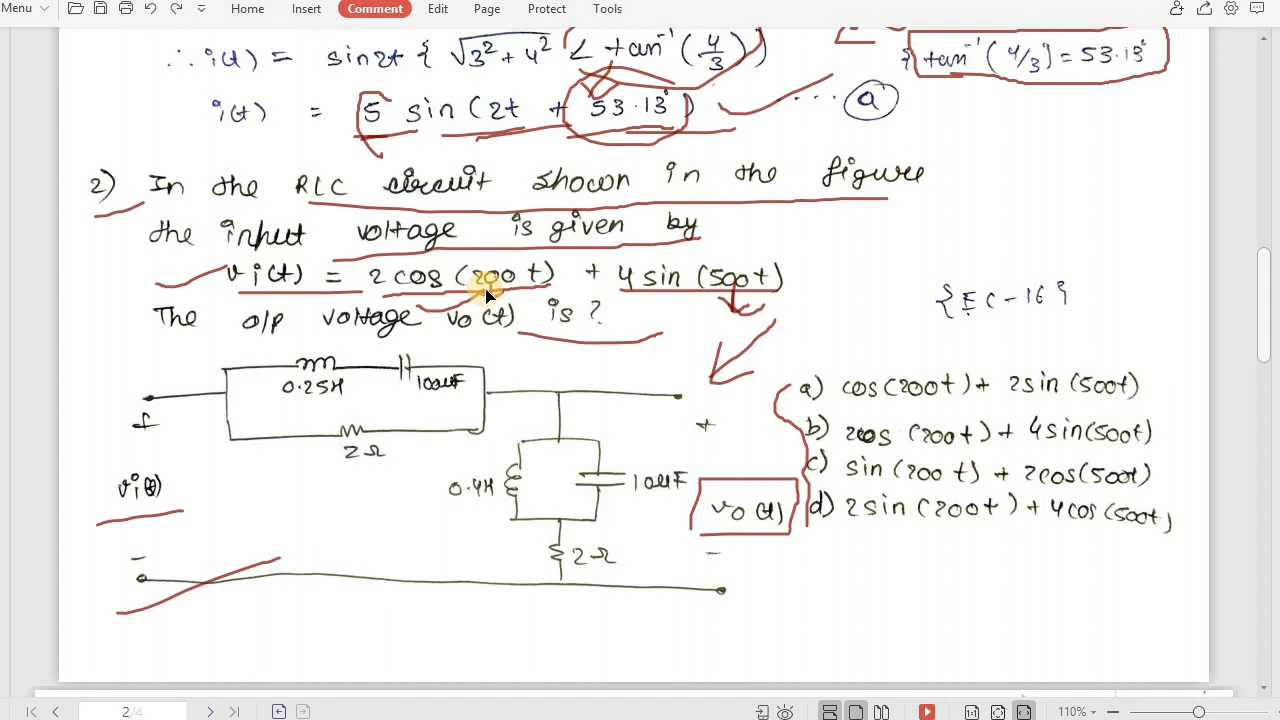 Menu Home Insert Comment Edit Page Protect Tools
∴ i(t) = sin2t { √3²+4² ∠ tan⁻¹(4/3) }
{ tan⁻¹(4/3) = 53.13°
i(t) = 5 sin(2t + 53.13°) ... (a)
2) In the RLC circuit shown in the figure
the input voltage is given by
vi(t) = 2 cos (200 t) + 4 sin (500t)
The o/p voltage vo(t) is?
{EC-16}
0.25H
100uF
2Ω
+
+
vi(t)
0.4H
10uF
vo(t)
2Ω
-
-
a) cos(200t) + 2sin(500t)
b) 2cos (200t) + 4sin(500t)
c) sin(200 t) + 2cos(500t)
d) 2sin(200t) + 4cos(500t)
2/4
110%